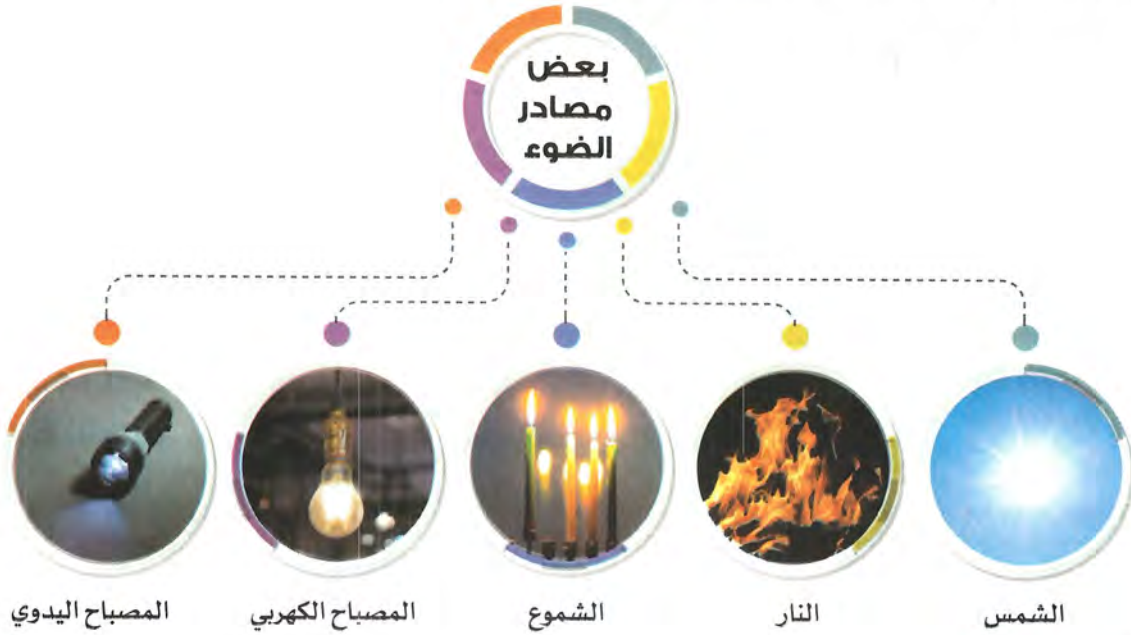 بعض
مصادر
الضوء
الشمس
النار
الشموع
المصباح الكهربي
المصباح اليدوي